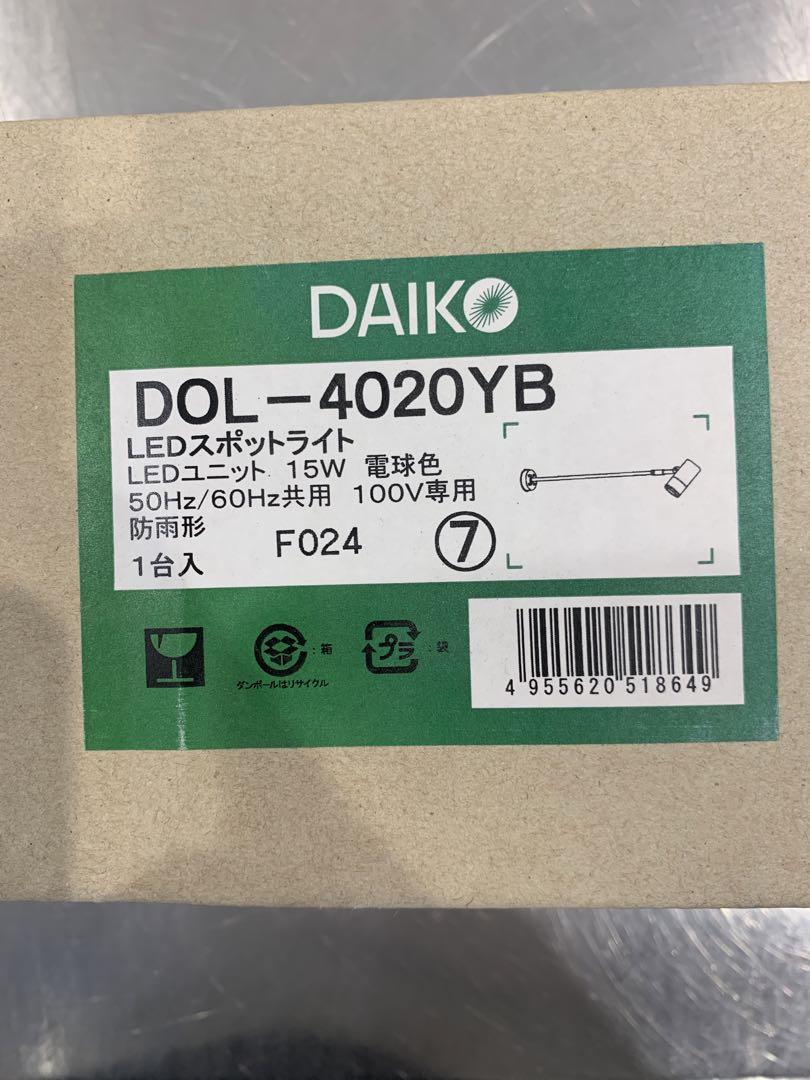 DAIKO
DOL-4020YB
LEDスポットライト
LEDユニット 15W 電球色
50Hz/60Hz共用 100V専用
防雨形
1台入 F024 ⑦
:箱
プラ :袋
ダンボールはリサイクル
4 955620 518649